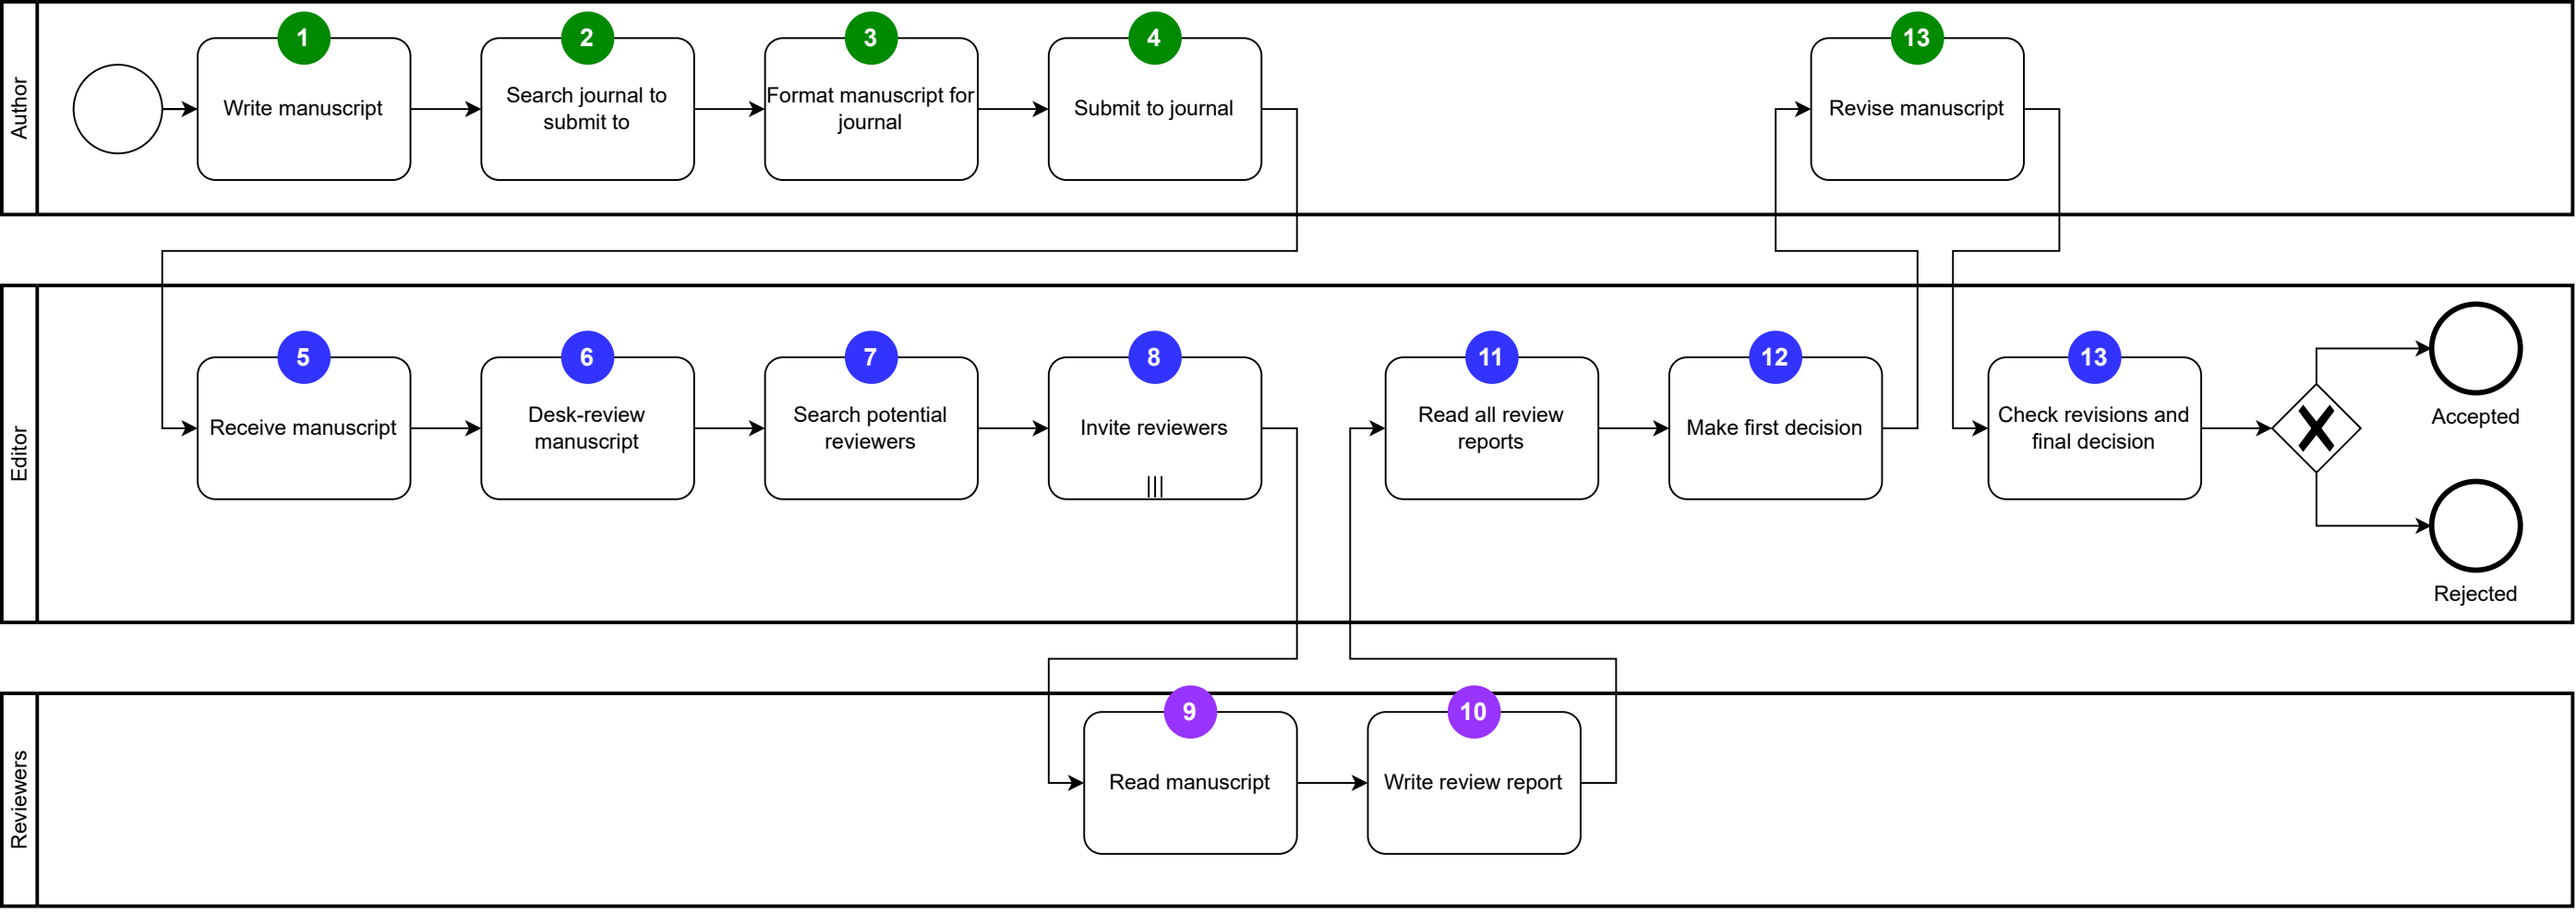 Author
1
Write manuscript
2
Search journal to
submit to
3
Format manuscript for
journal
4
Submit to journal
13
Revise manuscript
Editor
5
Receive manuscript
6
Desk-review
manuscript
7
Search potential
reviewers
8
Invite reviewers
11
Read all review
reports
12
Make first decision
13
Check revisions and
final decision
Accepted
Rejected
Reviewers
9
Read manuscript
10
Write review report